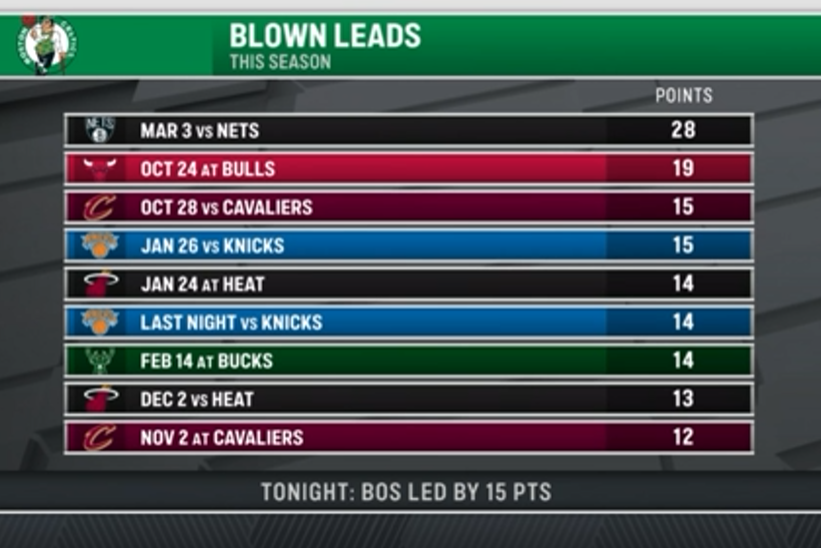 BLOWN LEADS
THIS SEASON
POINTS
NETS MAR 3 VS NETS 28
OCT 24 AT BULLS 19
OCT 28 VS CAVALIERS 15
JAN 26 VS KNICKS 15
JAN 24 AT HEAT 14
LAST NIGHT VS KNICKS 14
FEB 14 AT BUCKS 14
DEC 2 VS HEAT 13
NOV 2 AT CAVALIERS 12
TONIGHT: BOS LED BY 15 PTS